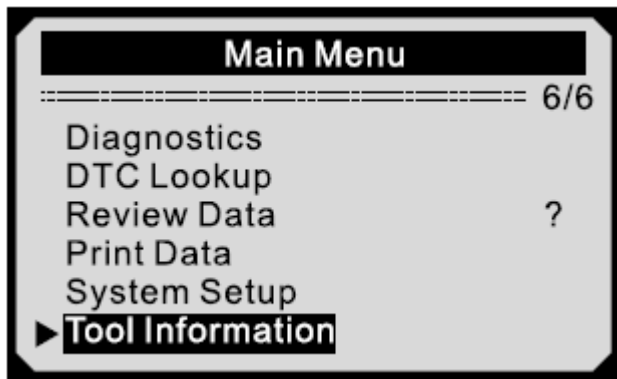 Main Menu
6/6
Diagnostics
DTC Lookup
Review Data ?
Print Data
System Setup
Tool Information